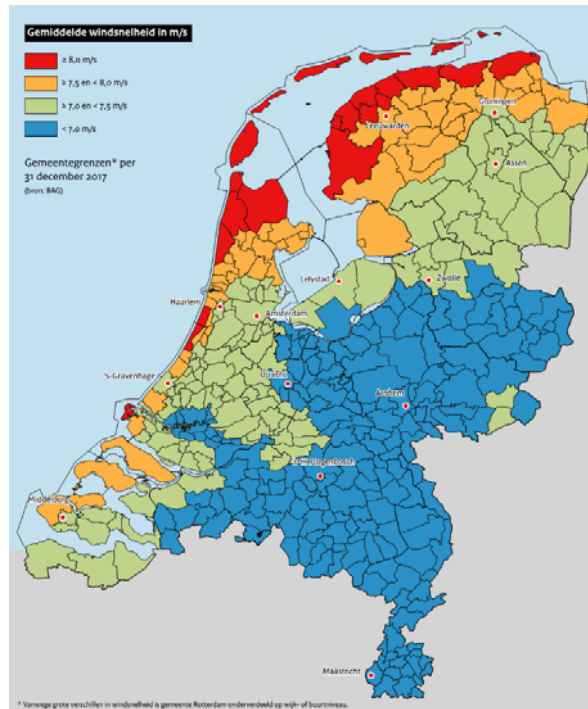 Gemiddelde windsnelheid in m/s
≥ 8,0 m/s
≥ 7,5 en < 8,0 m/s
≥ 7,0 en < 7,5 m/s
< 7,0 m/s
Gemeentegrenzen* per
31 december 2017
(bron: BAG)
Groningen
Leeuwarden
Assen
Lelystad
Zwolle
Haarlem
Amsterdam
's-Gravenhage
Utrecht
Arnhem
's-Hertogenbosch
Middelburg
Maastricht
* Vanwege grote verschillen in windsnelheid is gemeente Rotterdam onderverdeeld op wijk- of buurtniveau.